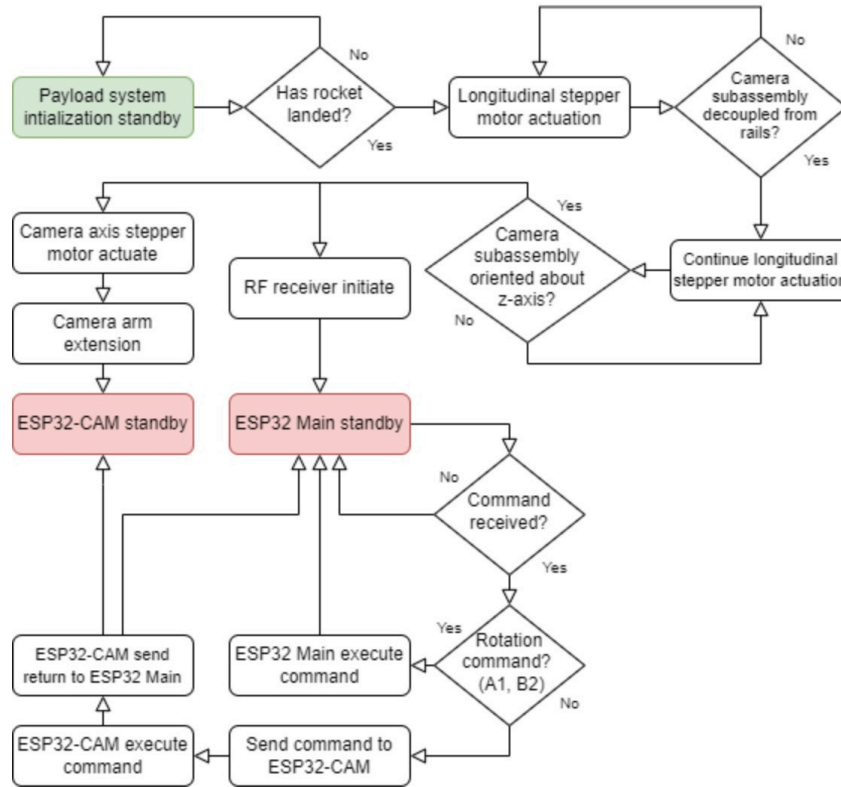 No
Payload system
intialization standby
Has rocket
landed?
Yes
Longitudinal stepper
motor actuation
No
Camera
subassembly
decoupled from
rails?
Yes
Camera axis stepper
motor actuate
RF receiver initiate
Yes
Camera
subassembly
oriented about
z-axis?
No
Continue longitudinal
stepper motor actuation
Camera arm
extension
ESP32-CAM standby
ESP32 Main standby
No
Command
received?
Yes
ESP32-CAM send
return to ESP32 Main
ESP32 Main execute
command
Yes
Rotation
command?
(A1, B2)
No
ESP32-CAM execute
command
Send command to
ESP32-CAM